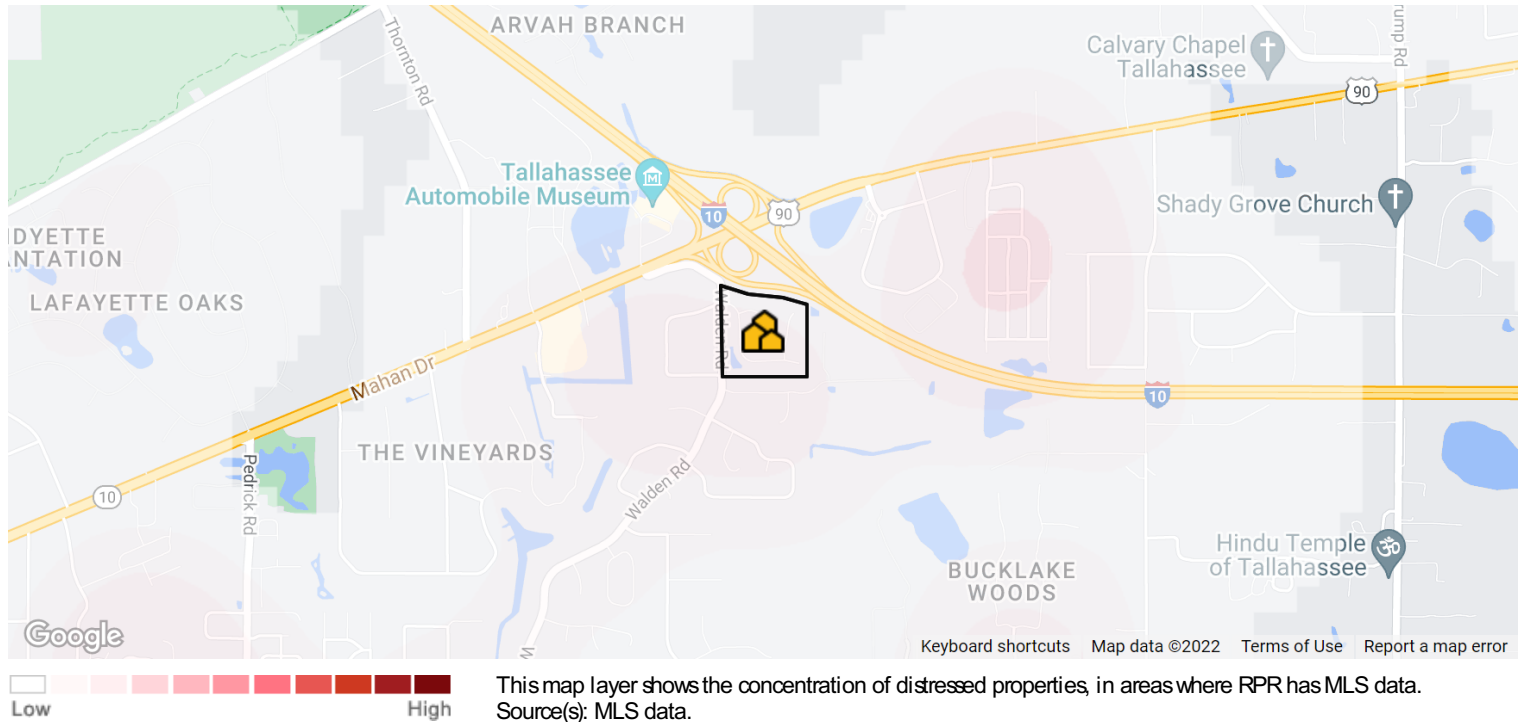 ARVAH BRANCH
Thornton Rd
Calvary Chapel
Tallahassee
rump Rd
90
Tallahassee
Automobile Museum
10
90
Shady Grove Church
DYETTE
NTATION
LAFAYETTE OAKS
Walden Rd
Mahan Dr
10
THE VINEYARDS
Pedrick Rd
10
Walden Rd
BUCKLAKE
WOODS
Hindu Temple
of Tallahassee
ॐ
W
Google
Keyboard shortcuts Map data ©2022 Terms of Use Report a map error
Low High
This map layer shows the concentration of distressed properties, in areas where RPR has MLS data.
Source(s): MLS data.